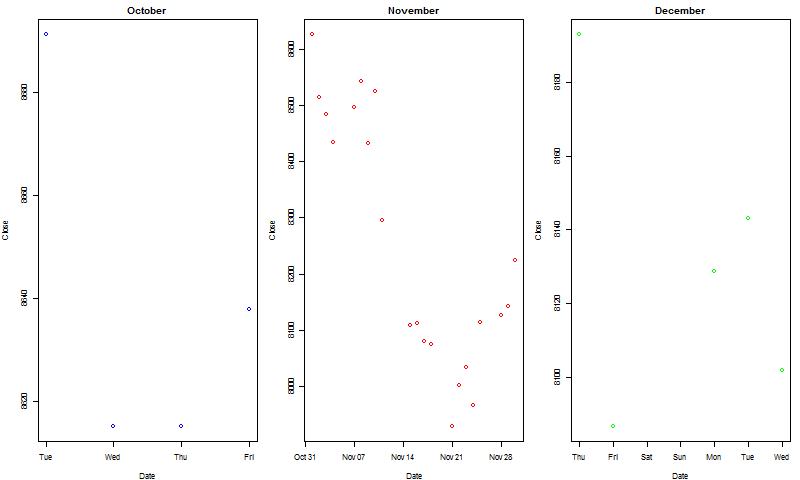 October
November
December
8680
8660
8640
8620
Close
Tue
Wed
Thu
Fri
Date
8600
8500
8400
8300
8200
8100
8000
Close
Oct 31
Nov 07
Nov 14
Nov 21
Nov 28
Date
8180
8160
8140
8120
8100
Close
Thu
Fri
Sat
Sun
Mon
Tue
Wed
Date